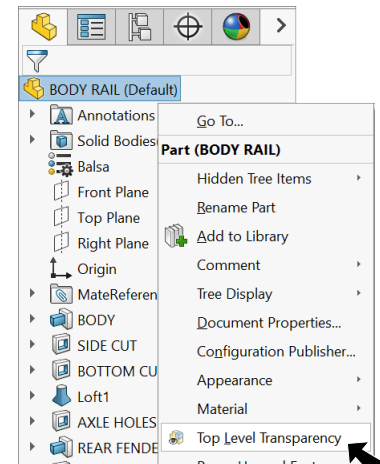 BODY RAIL (Default)
Annotations
Solid Bodies
Balsa
Front Plane
Top Plane
Right Plane
Origin
MateReferen
BODY
SIDE CUT
BOTTOM CU
Loft1
AXLE HOLES
REAR FENDE
Go To...
Part (BODY RAIL)
Hidden Tree Items
Rename Part
Add to Library
Comment
Tree Display
Document Properties...
Configuration Publisher...
Appearance
Material
Top Level Transparency